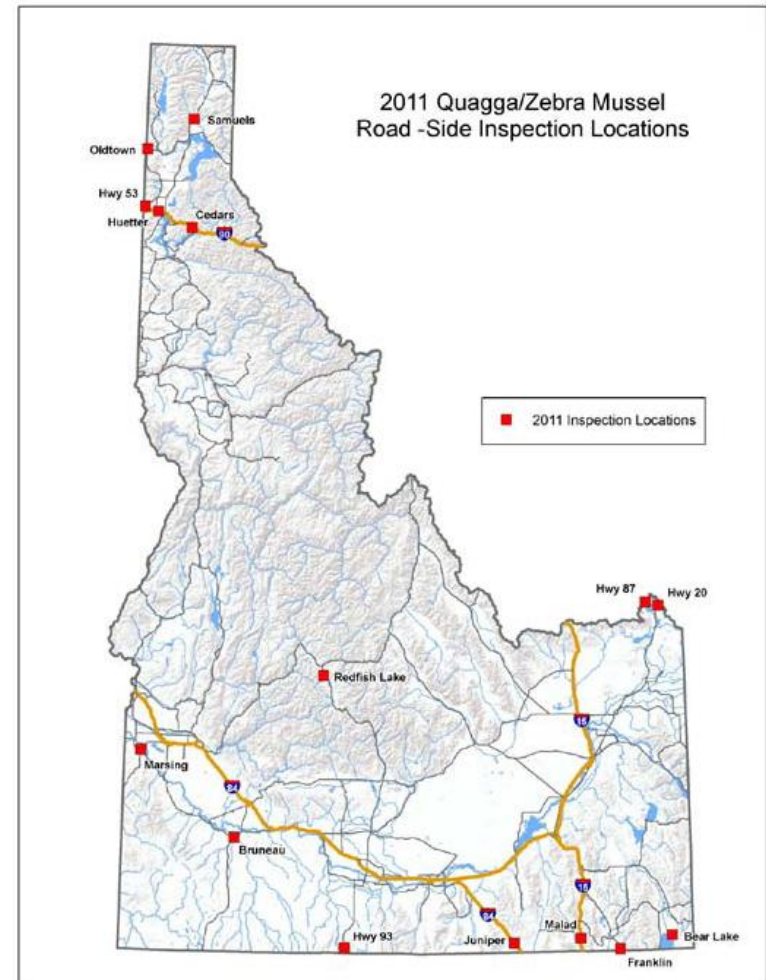 2011 Quagga/Zebra Mussel
Road -Side Inspection Locations
Samuels
Oldtown
Hwy 53
Huetter
Cedars
90
2011 Inspection Locations
Hwy 87
Hwy 20
Redfish Lake
15
Marsing
84
Bruneau
15
84
Hwy 93
Juniper
Malad
Bear Lake
Franklin